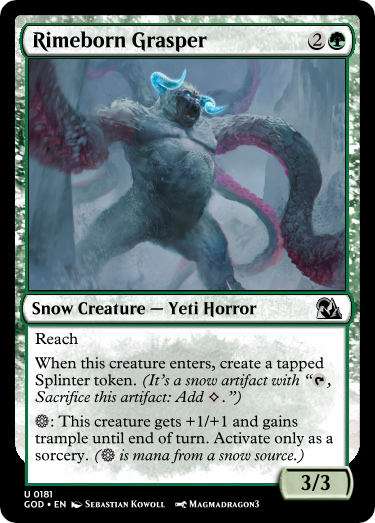 Rimeborn Grasper 2
Snow Creature — Yeti Horror
Reach
When this creature enters, create a tapped
Splinter token. (It's a snow artifact with “, 
Sacrifice this artifact: Add .”)
: This creature gets +1/+1 and gains
trample until end of turn. Activate only as a
sorcery. ( is mana from a snow source.)
3/3
U 0181
GOD • EN Sebastian Kowoll Magmadragon3